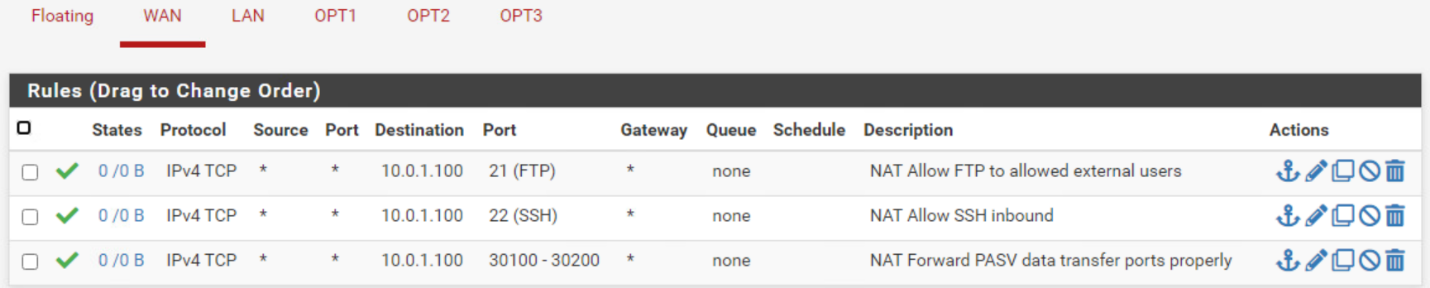 Floating WAN LAN OPT1 OPT2 OPT3
Rules (Drag to Change Order)
States Protocol Source Port Destination Port Gateway Queue Schedule Description Actions
0 /0 B IPv4 TCP * * 10.0.1.100 21 (FTP) * none NAT Allow FTP to allowed external users
0 /0 B IPv4 TCP * * 10.0.1.100 22 (SSH) * none NAT Allow SSH inbound
0 /0 B IPv4 TCP * * 10.0.1.100 30100 - 30200 * none NAT Forward PASV data transfer ports properly